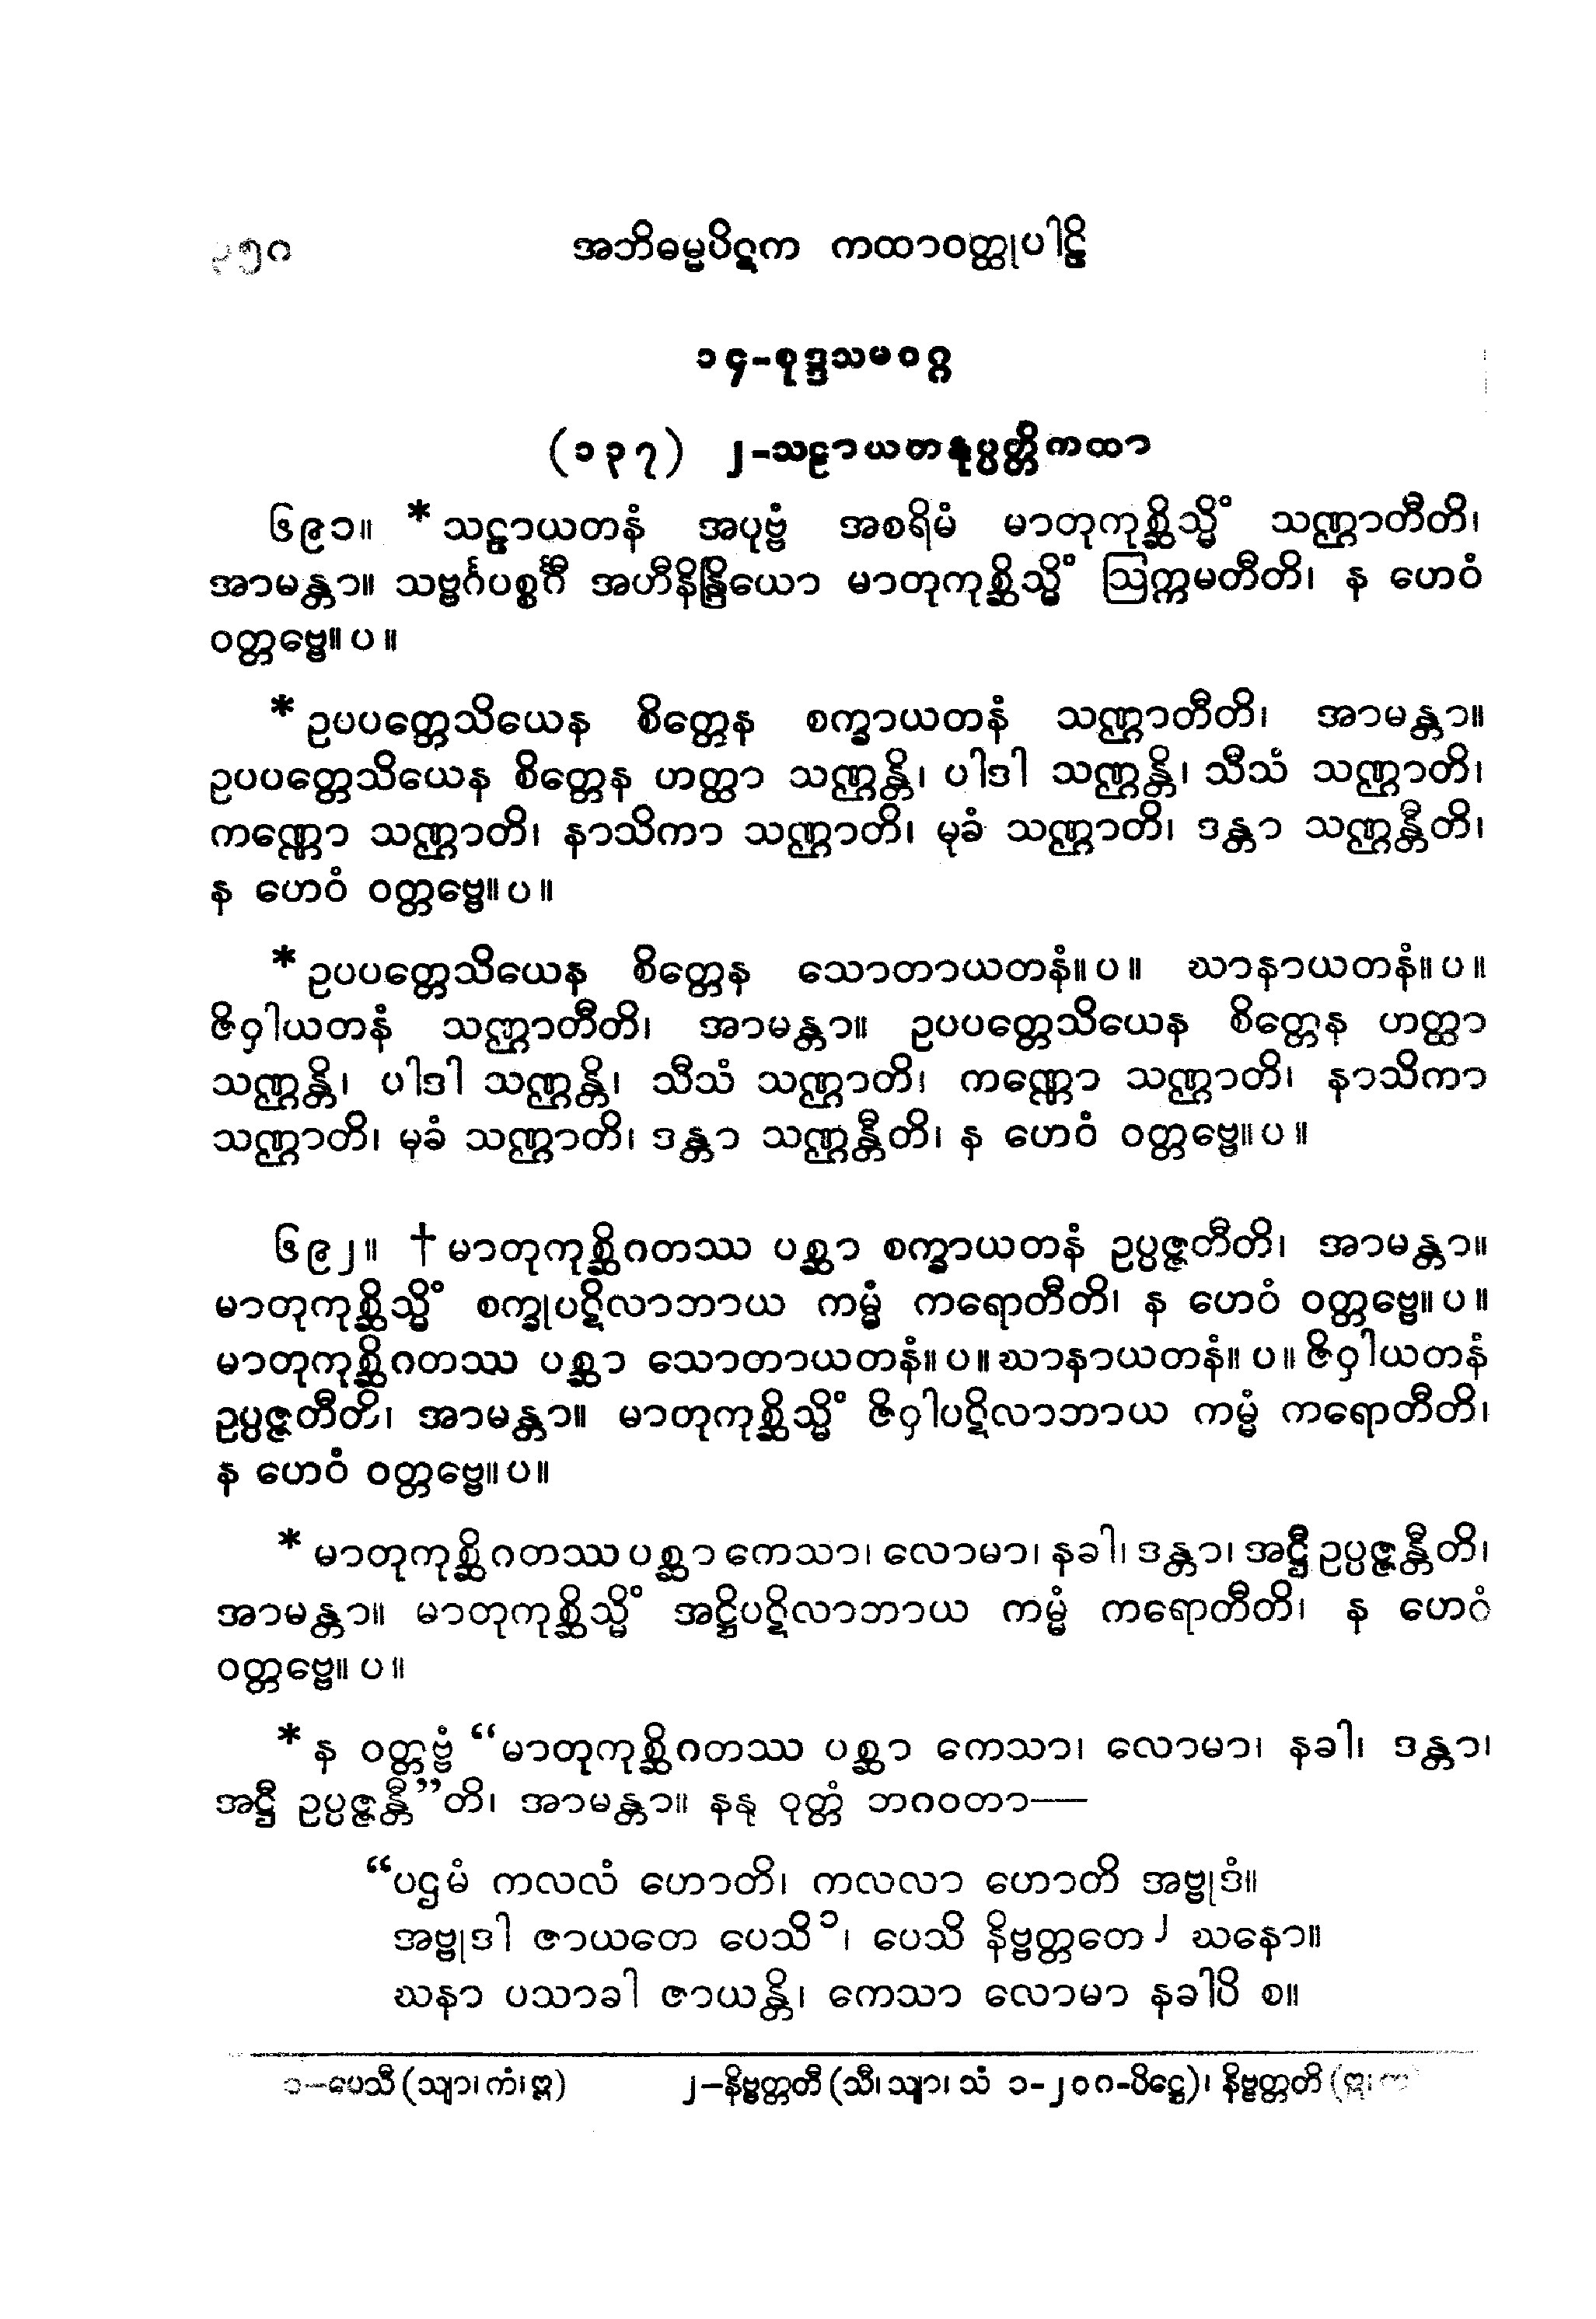 ၃၅၈ အဘိဓမ္မပိဋက ကထာဝတ္ထုပါဠိ
၁၄-စုဒ္ဒသမဝဂ္ဂ
(၁၃၇) ၂-သဠာယတနုပ္ပတ္တိကထာ
၆၉၁။ * သဠာယတနံ အပုဗ္ဗံ အစရိမံ မာတုကုစ္ဆိသ္မိံ သဏ္ဌာတီတိ၊
အာမန္တာ။ သဗ္ဗင်္ဂပစ္စင်္ဂီ အဟီနိန္ဒြိယော မာတုကုစ္ဆိသ္မိံ ဩက္ကမတီတိ၊ န ဟေဝံ
ဝတ္တဗ္ဗေ။ ပ ။
* ဥပပတ္တေသိယေန စိတ္တေန စက္ခာယတနံ သဏ္ဌာတီတိ၊ အာမန္တာ။
ဥပပတ္တေသိယေန စိတ္တေန ဟတ္ထာ သဏ္ဌန္တိ၊ ပါဒါ သဏ္ဌန္တိ၊ သီသံ သဏ္ဌာတိ၊
ကဏ္ဏော သဏ္ဌာတိ၊ နာသိကာ သဏ္ဌာတိ၊ မုခံ သဏ္ဌာတိ၊ ဒန္တာ သဏ္ဌန္တီတိ၊
န ဟေဝံ ဝတ္တဗ္ဗေ။ ပ ။
* ဥပပတ္တေသိယေန စိတ္တေန သောတာယတနံ။ ပ ။ ဃာနာယတနံ။ ပ ။
ဇိဝှါယတနံ သဏ္ဌာတီတိ၊ အာမန္တာ။ ဥပပတ္တေသိယေန စိတ္တေန ဟတ္ထာ
သဏ္ဌန္တိ၊ ပါဒါ သဏ္ဌန္တိ၊ သီသံ သဏ္ဌာတိ၊ ကဏ္ဏော သဏ္ဌာတိ၊ နာသိကာ
သဏ္ဌာတိ၊ မုခံ သဏ္ဌာတိ၊ ဒန္တာ သဏ္ဌန္တီတိ၊ န ဟေဝံ ဝတ္တဗ္ဗေ။ ပ ။
၆၉၂။ † မာတုကုစ္ဆိဂတဿ ပစ္ဆာ စက္ခာယတနံ ဥပ္ပဇ္ဇတီတိ၊ အာမန္တာ။
မာတုကုစ္ဆိသ္မိံ စက္ခုပဋိလာဘာယ ကမ္မံ ကရောတီတိ၊ န ဟေဝံ ဝတ္တဗ္ဗေ။ ပ ။
မာတုကုစ္ဆိဂတဿ ပစ္ဆာ သောတာယတနံ။ ပ ။ ဃာနာယတနံ။ ပ ။ ဇိဝှါယတနံ
ဥပ္ပဇ္ဇတီတိ၊ အာမန္တာ။ မာတုကုစ္ဆိသ္မိံ ဇိဝှါပဋိလာဘာယ ကမ္မံ ကရောတီတိ၊
န ဟေဝံ ဝတ္တဗ္ဗေ။ ပ။
* မာတုကုစ္ဆိဂတဿ ပစ္ဆာ ကေသာ၊ လောမာ၊ နခါ၊ ဒန္တာ၊ အဋ္ဌီ ဥပ္ပဇ္ဇန္တီတိ၊
အာမန္တာ။ မာတုကုစ္ဆိသ္မိံ အဋ္ဌိပဋိလာဘာယ ကမ္မံ ကရောတီတိ၊ န ဟေဝံ
ဝတ္တဗ္ဗေ။ ပ ။
* န ဝတ္တဗ္ဗံ “မာတုကုစ္ဆိဂတဿ ပစ္ဆာ ကေသာ၊ လောမာ၊ နခါ၊ ဒန္တာ၊
အဋ္ဌီ ဥပ္ပဇ္ဇန္တီ”တိ၊ အာမန္တာ။ နနု ဝုတ္တံ ဘဂဝတာ—
“ပဌမံ ကလလံ ဟောတိ၊ ကလလာ ဟောတိ အဗ္ဗုဒံ။
အဗ္ဗုဒါ ဇာယတေ ပေသိ၁၊ ပေသိ နိဗ္ဗတ္တတေ၂ ဃနော။
ဃနာ ပသာခါ ဇာယန္တိ၊ ကေသာ လောမာ နခါပိ စ။
၁—ပေသီ (သျာ၊ ကံ၊ ဣ) ၂—နိဗ္ဗတ္တတီ (သီ၊ သျာ၊ သံ ၁-၂၀၈-ပိဋ္ဌေ)၊ နိဗ္ဗတ္တတိ